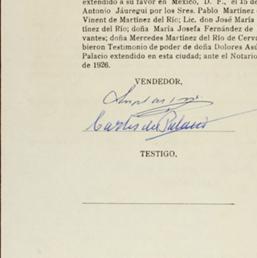 extendido a su favor en México, D. F., el 15 de
Antonio Jáuregui por los Sres. Pablo Martínez
Vinent de Martínez del Río; Lic. don José María
tínez del Río; doña María Josefa Fernández de
vantes; doña Mercedes Martínez del Río de Cerv
bieron Testimonio de poder de doña Dolores Asú
Palacio extendido en esta ciudad; ante el Notario
de 1926.
VENDEDOR.
Carlos del Palacio
TESTIGO.